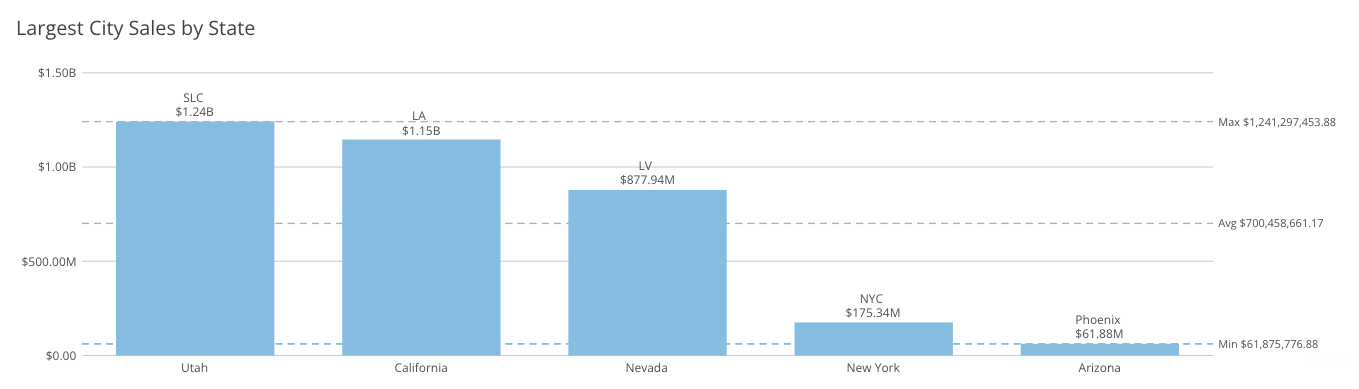 Largest City Sales by State
$1.50B
SLC
$1.24B
LA
$1.15B
Max $1,241,297,453.88
$1.00B
LV
$877.94M
Avg $700,458,661.17
$500.00M
NYC
$175.34M
Phoenix
$61.88M
Min $61,875,776.88
$0.00
Utah
California
Nevada
New York
Arizona